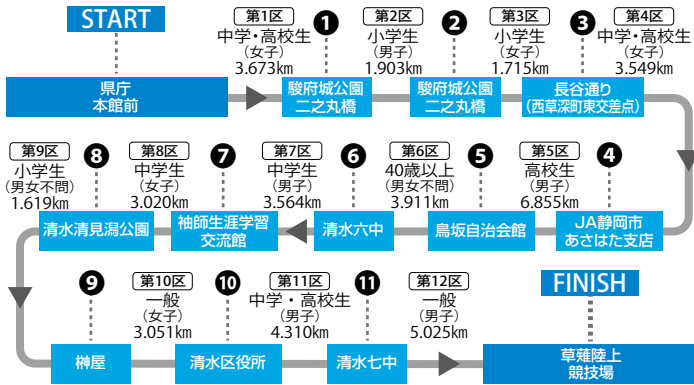 START
県庁
本館前
第1区
中学・高校生
(女子)
3.673km
❶
駿府城公園
二之丸橋
第2区
小学生
(男子)
1.903km
❷
駿府城公園
二之丸橋
第3区
小学生
(女子)
1.715km
❸
長谷通り
(西草深町東交差点)
第4区
中学・高校生
(女子)
3.549km
❹
JA静岡市
あさはた支店
第5区
高校生
(男子)
6.855km
❺
鳥坂自治会館
第6区
40歳以上
(男女不問)
3.911km
❻
清水六中
第7区
中学生
(男子)
3.564km
❼
袖師生涯学習
交流館
第8区
中学生
(女子)
3.020km
❽
清水清見潟公園
第9区
小学生
(男女不問)
1.619km
❾
榊屋
第10区
一般
(女子)
3.051km
❿
清水区役所
第11区
中学・高校生
(男子)
4.310km
⓫
清水七中
第12区
一般
(男子)
5.025km
FINISH
草薙陸上
競技場